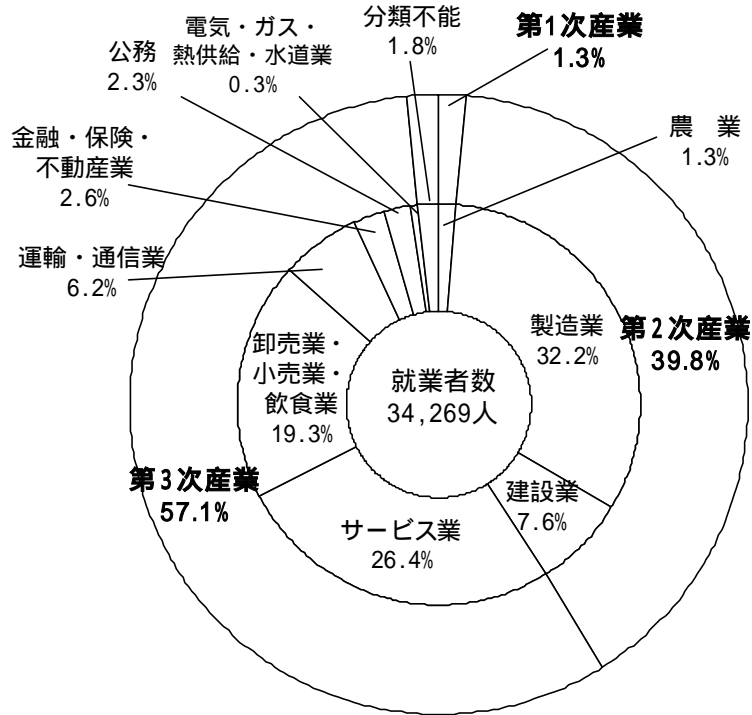 電気・ガス・
熱供給・水道業
0.3%
分類不能
1.8%
第1次産業
1.3%
公務
2.3%
農　業
1.3%
金融・保険・
不動産業
2.6%
運輸・通信業
6.2%
製造業
32.2%
第2次産業
39.8%
卸売業・
小売業・
飲食業
19.3%
就業者数
34,269人
第3次産業
57.1%
建設業
7.6%
サービス業
26.4%